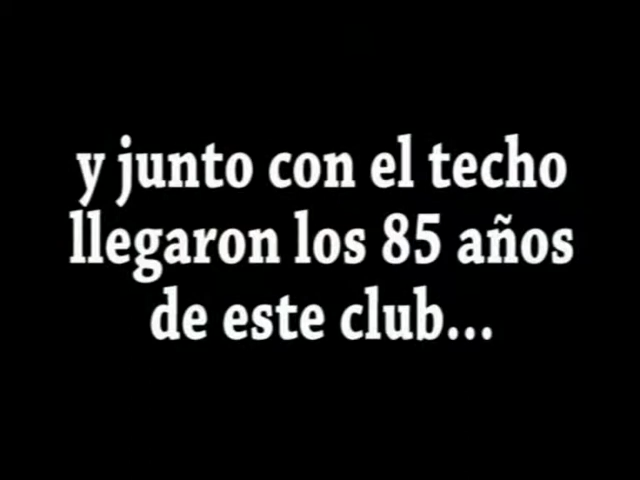 y junto con el techo
llegaron los 85 años
de este club...